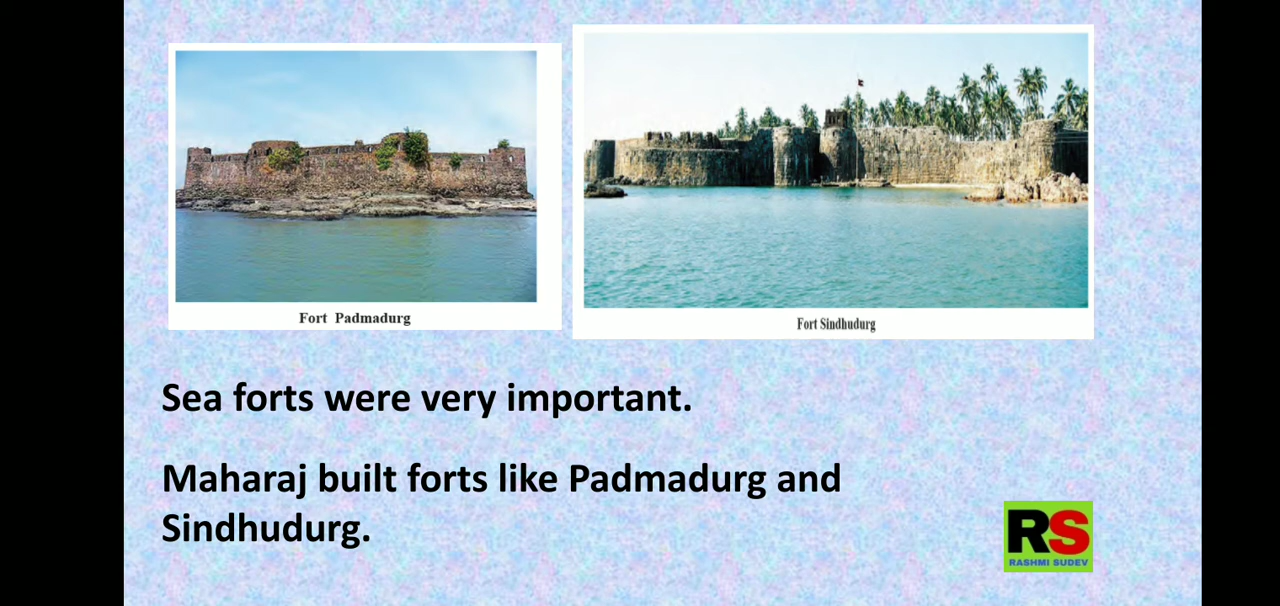 Fort Padmadurg
Fort Sindhudurg
Sea forts were very important.
Maharaj built forts like Padmadurg and
Sindhudurg.
RS
RASHMI SUDEV